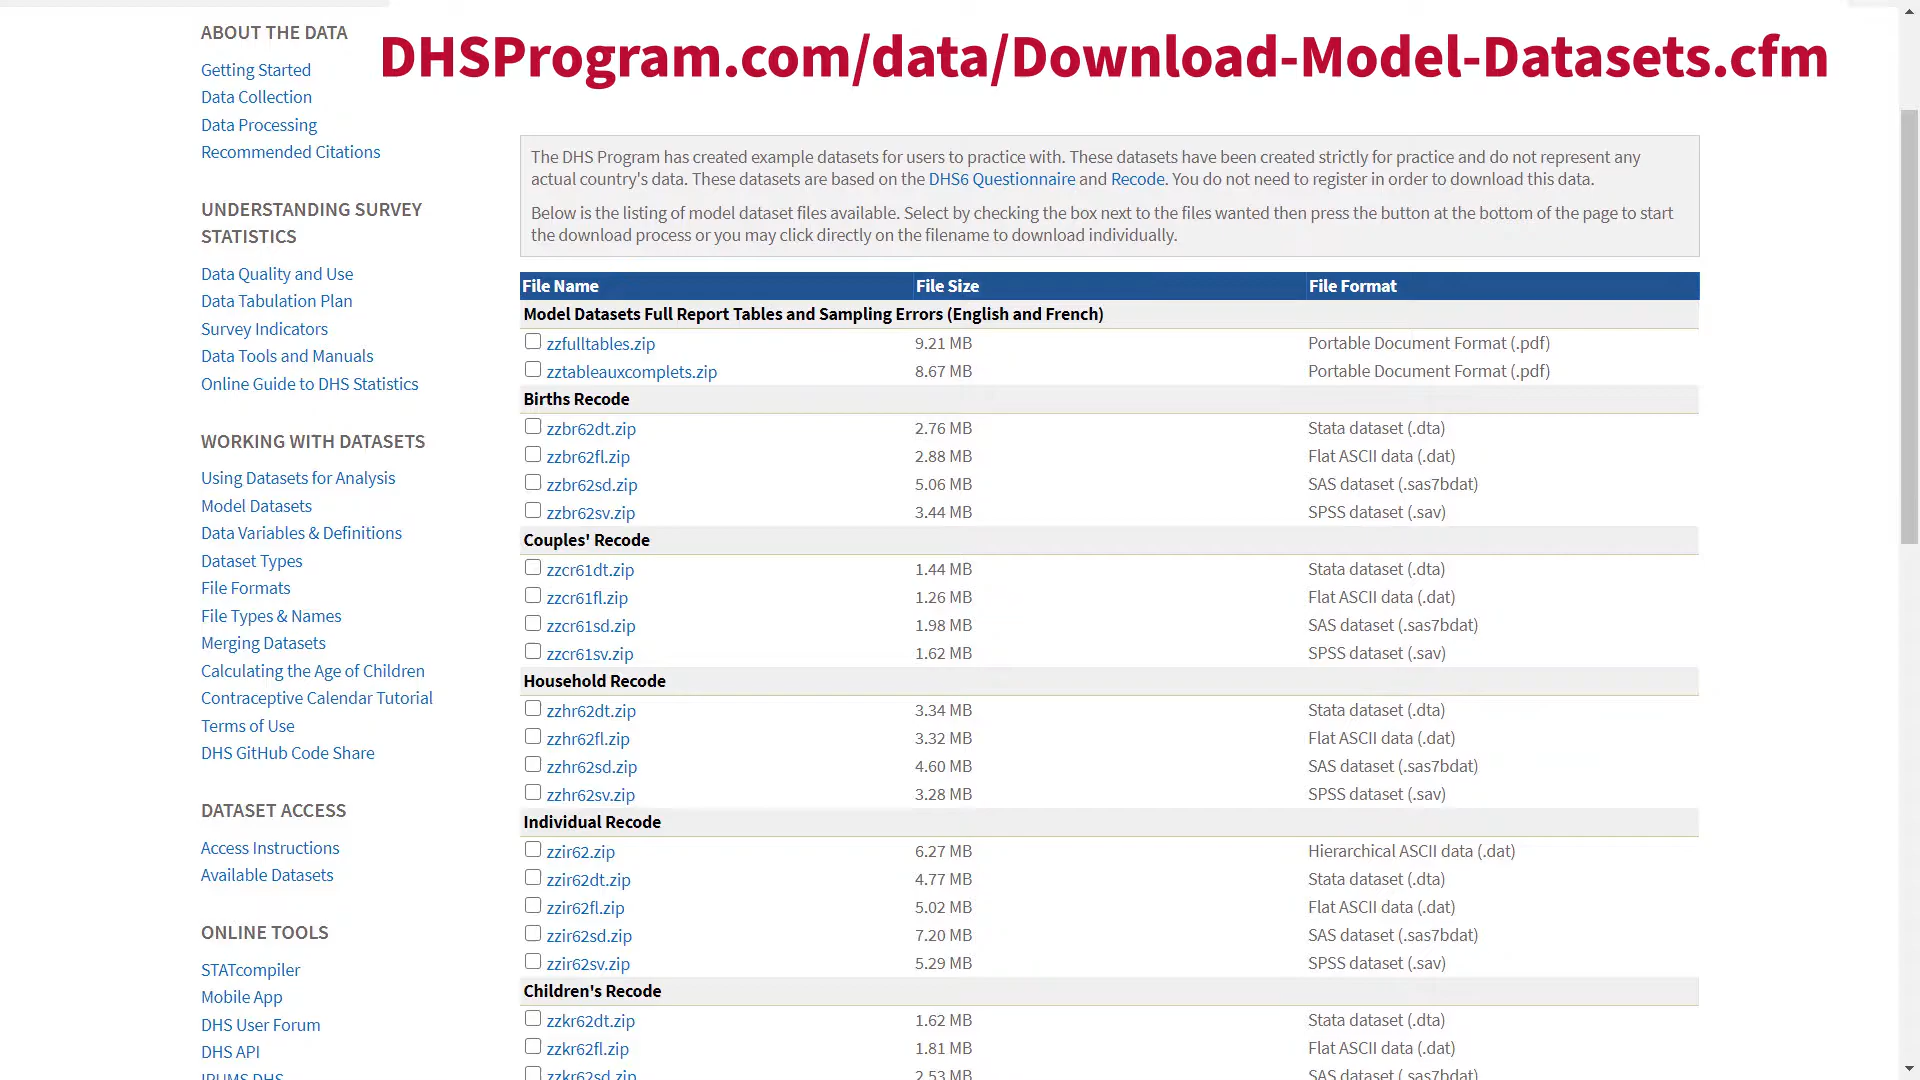 ABOUT THE DATA
Getting Started
Data Collection
Data Processing
Recommended Citations
UNDERSTANDING SURVEY
STATISTICS
Data Quality and Use
Data Tabulation Plan
Survey Indicators
Data Tools and Manuals
Online Guide to DHS Statistics
WORKING WITH DATASETS
Using Datasets for Analysis
Model Datasets
Data Variables & Definitions
Dataset Types
File Formats
File Types & Names
Merging Datasets
Calculating the Age of Children
Contraceptive Calendar Tutorial
Terms of Use
DHS GitHub Code Share
DATASET ACCESS
Access Instructions
Available Datasets
ONLINE TOOLS
STATcompiler
Mobile App
DHS User Forum
DHS API
IPUMS DHS
DHSProgram.com/data/Download-Model-Datasets.cfm
The DHS Program has created example datasets for users to practice with. These datasets have been created strictly for practice and do not represent any
actual country's data. These datasets are based on the DHS6 Questionnaire and Recode. You do not need to register in order to download this data.
Below is the listing of model dataset files available. Select by checking the box next to the files wanted then press the button at the bottom of the page to start
the download process or you may click directly on the filename to download individually.
File Name File Size File Format
Model Datasets Full Report Tables and Sampling Errors (English and French)
zzfulltables.zip 9.21 MB Portable Document Format (.pdf)
zztableauxcomplets.zip 8.67 MB Portable Document Format (.pdf)
Births Recode
zzbr62dt.zip 2.76 MB Stata dataset (.dta)
zzbr62fl.zip 2.88 MB Flat ASCII data (.dat)
zzbr62sd.zip 5.06 MB SAS dataset (.sas7bdat)
zzbr62sv.zip 3.44 MB SPSS dataset (.sav)
Couples' Recode
zzcr61dt.zip 1.44 MB Stata dataset (.dta)
zzcr61fl.zip 1.26 MB Flat ASCII data (.dat)
zzcr61sd.zip 1.98 MB SAS dataset (.sas7bdat)
zzcr61sv.zip 1.62 MB SPSS dataset (.sav)
Household Recode
zzhr62dt.zip 3.34 MB Stata dataset (.dta)
zzhr62fl.zip 3.32 MB Flat ASCII data (.dat)
zzhr62sd.zip 4.60 MB SAS dataset (.sas7bdat)
zzhr62sv.zip 3.28 MB SPSS dataset (.sav)
Individual Recode
zzir62.zip 6.27 MB Hierarchical ASCII data (.dat)
zzir62dt.zip 4.77 MB Stata dataset (.dta)
zzir62fl.zip 5.02 MB Flat ASCII data (.dat)
zzir62sd.zip 7.20 MB SAS dataset (.sas7bdat)
zzir62sv.zip 5.29 MB SPSS dataset (.sav)
Children's Recode
zzkr62dt.zip 1.62 MB Stata dataset (.dta)
zzkr62fl.zip 1.81 MB Flat ASCII data (.dat)
zzkr62sd.zip 2.53 MB SAS dataset (.sas7bdat)